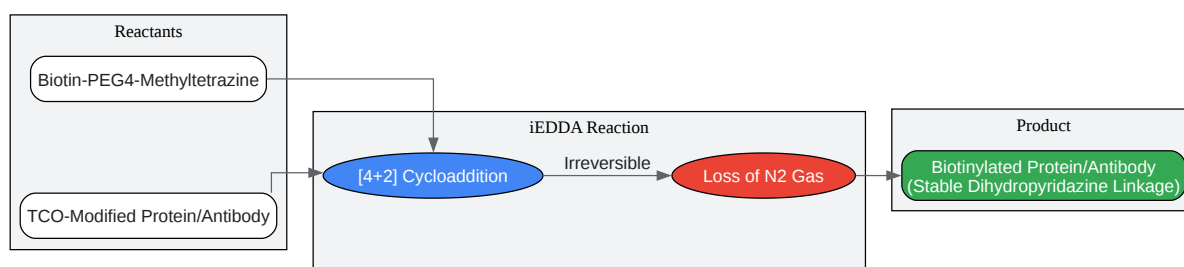 Reactants
Biotin-PEG4-Methyltetrazine
TCO-Modified Protein/Antibody
iEDDA Reaction
[4+2] Cycloaddition
Irreversible
Loss of N2 Gas
Product
Biotinylated Protein/Antibody
(Stable Dihydropyridazine Linkage)